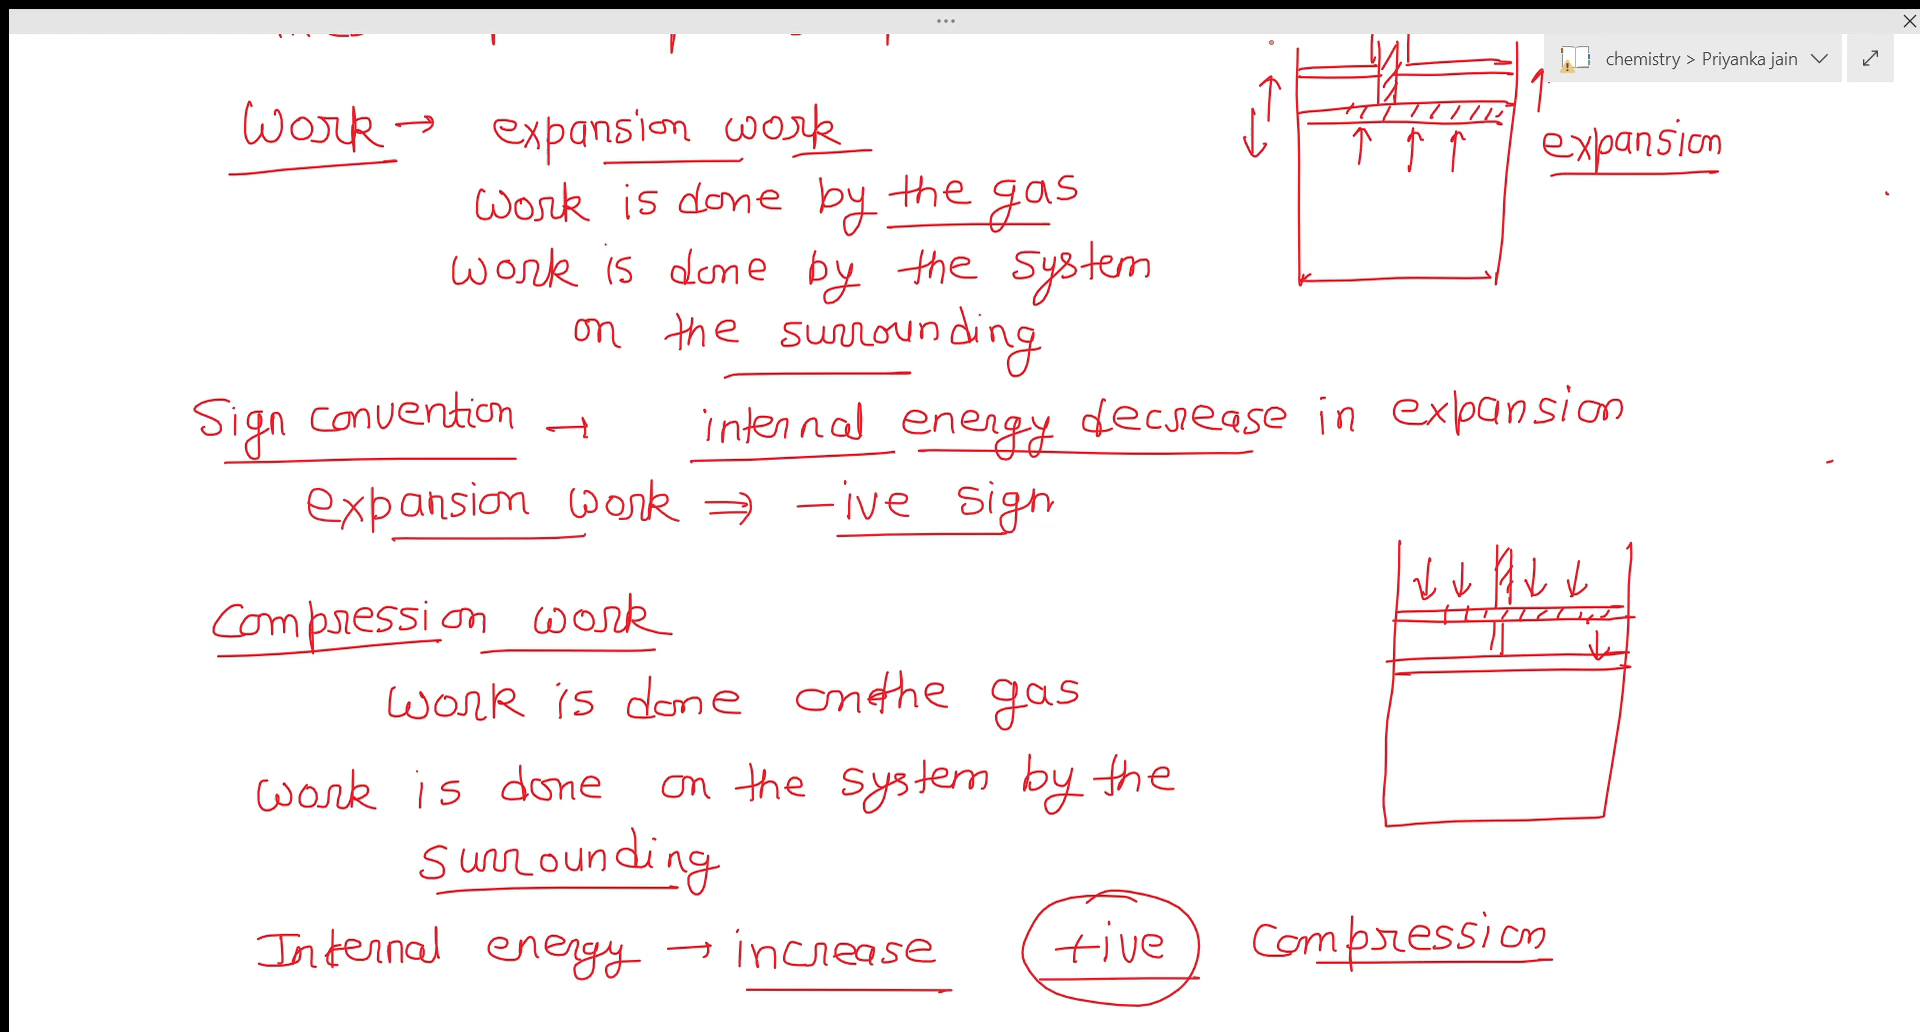 ...
chemistry > Priyanka jain
Work → expansion work
expansion
work is done by the gas
work is done by the system
on the surrounding
Sign convention → internal energy decrease in expansion
expansion work ⇒ -ive sign
Compression work
work is done on the gas
work is done on the system by the
surrounding
Internal energy → increase +ive Compression